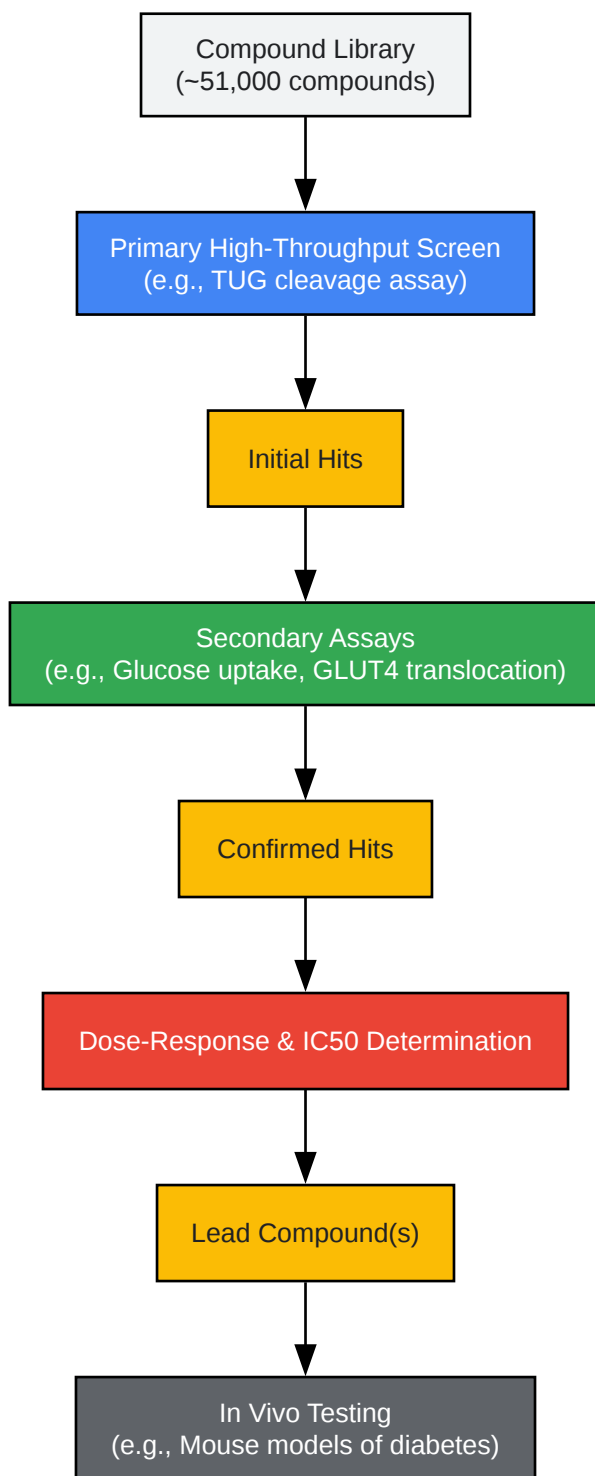 Compound Library
(~51,000 compounds)
Primary High-Throughput Screen
(e.g., TUG cleavage assay)
Initial Hits
Secondary Assays
(e.g., Glucose uptake, GLUT4 translocation)
Confirmed Hits
Dose-Response & IC50 Determination
Lead Compound(s)
In Vivo Testing
(e.g., Mouse models of diabetes)